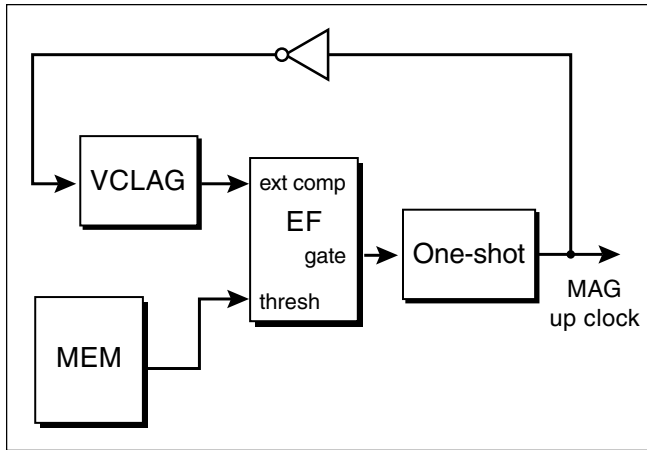 VCLAG
ext comp
EF
gate
thresh
One-shot
MAG
up clock
MEM